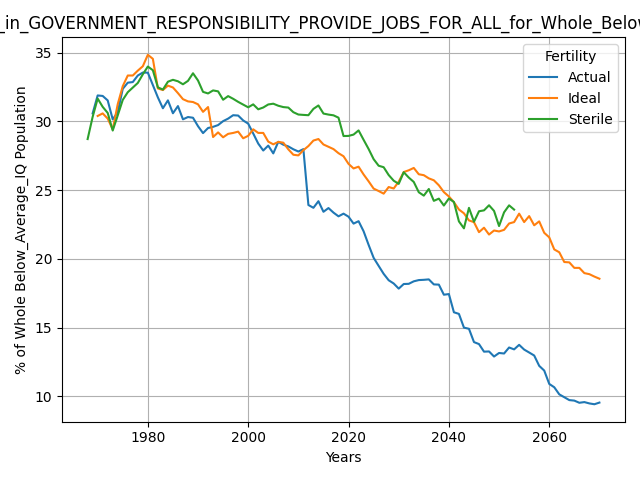 _in_GOVERNMENT_RESPONSIBILITY_PROVIDE_JOBS_FOR_ALL_for_Whole_Below
Fertility
Actual
Ideal
Sterile
% of Whole Below_Average_IQ Population
35
30
25
20
15
10
1980
2000
2020
2040
2060
Years